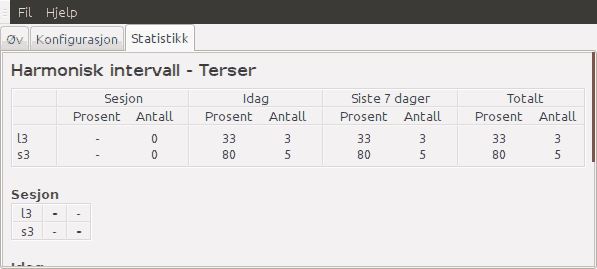 Fil Hjelp
Øv Konfigurasjon Statistikk
Harmonisk intervall - Terser
Sesjon Idag Siste 7 dager Totalt
Prosent Antall Prosent Antall Prosent Antall Prosent Antall
l3 - 0 33 3 33 3 33 3
s3 - 0 80 5 80 5 80 5
Sesjon
l3 - -
s3 - -
Idag